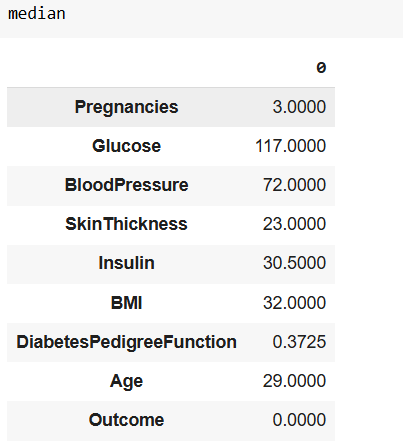 median
0
Pregnancies 3.0000
Glucose 117.0000
BloodPressure 72.0000
SkinThickness 23.0000
Insulin 30.5000
BMI 32.0000
DiabetesPedigreeFunction 0.3725
Age 29.0000
Outcome 0.0000